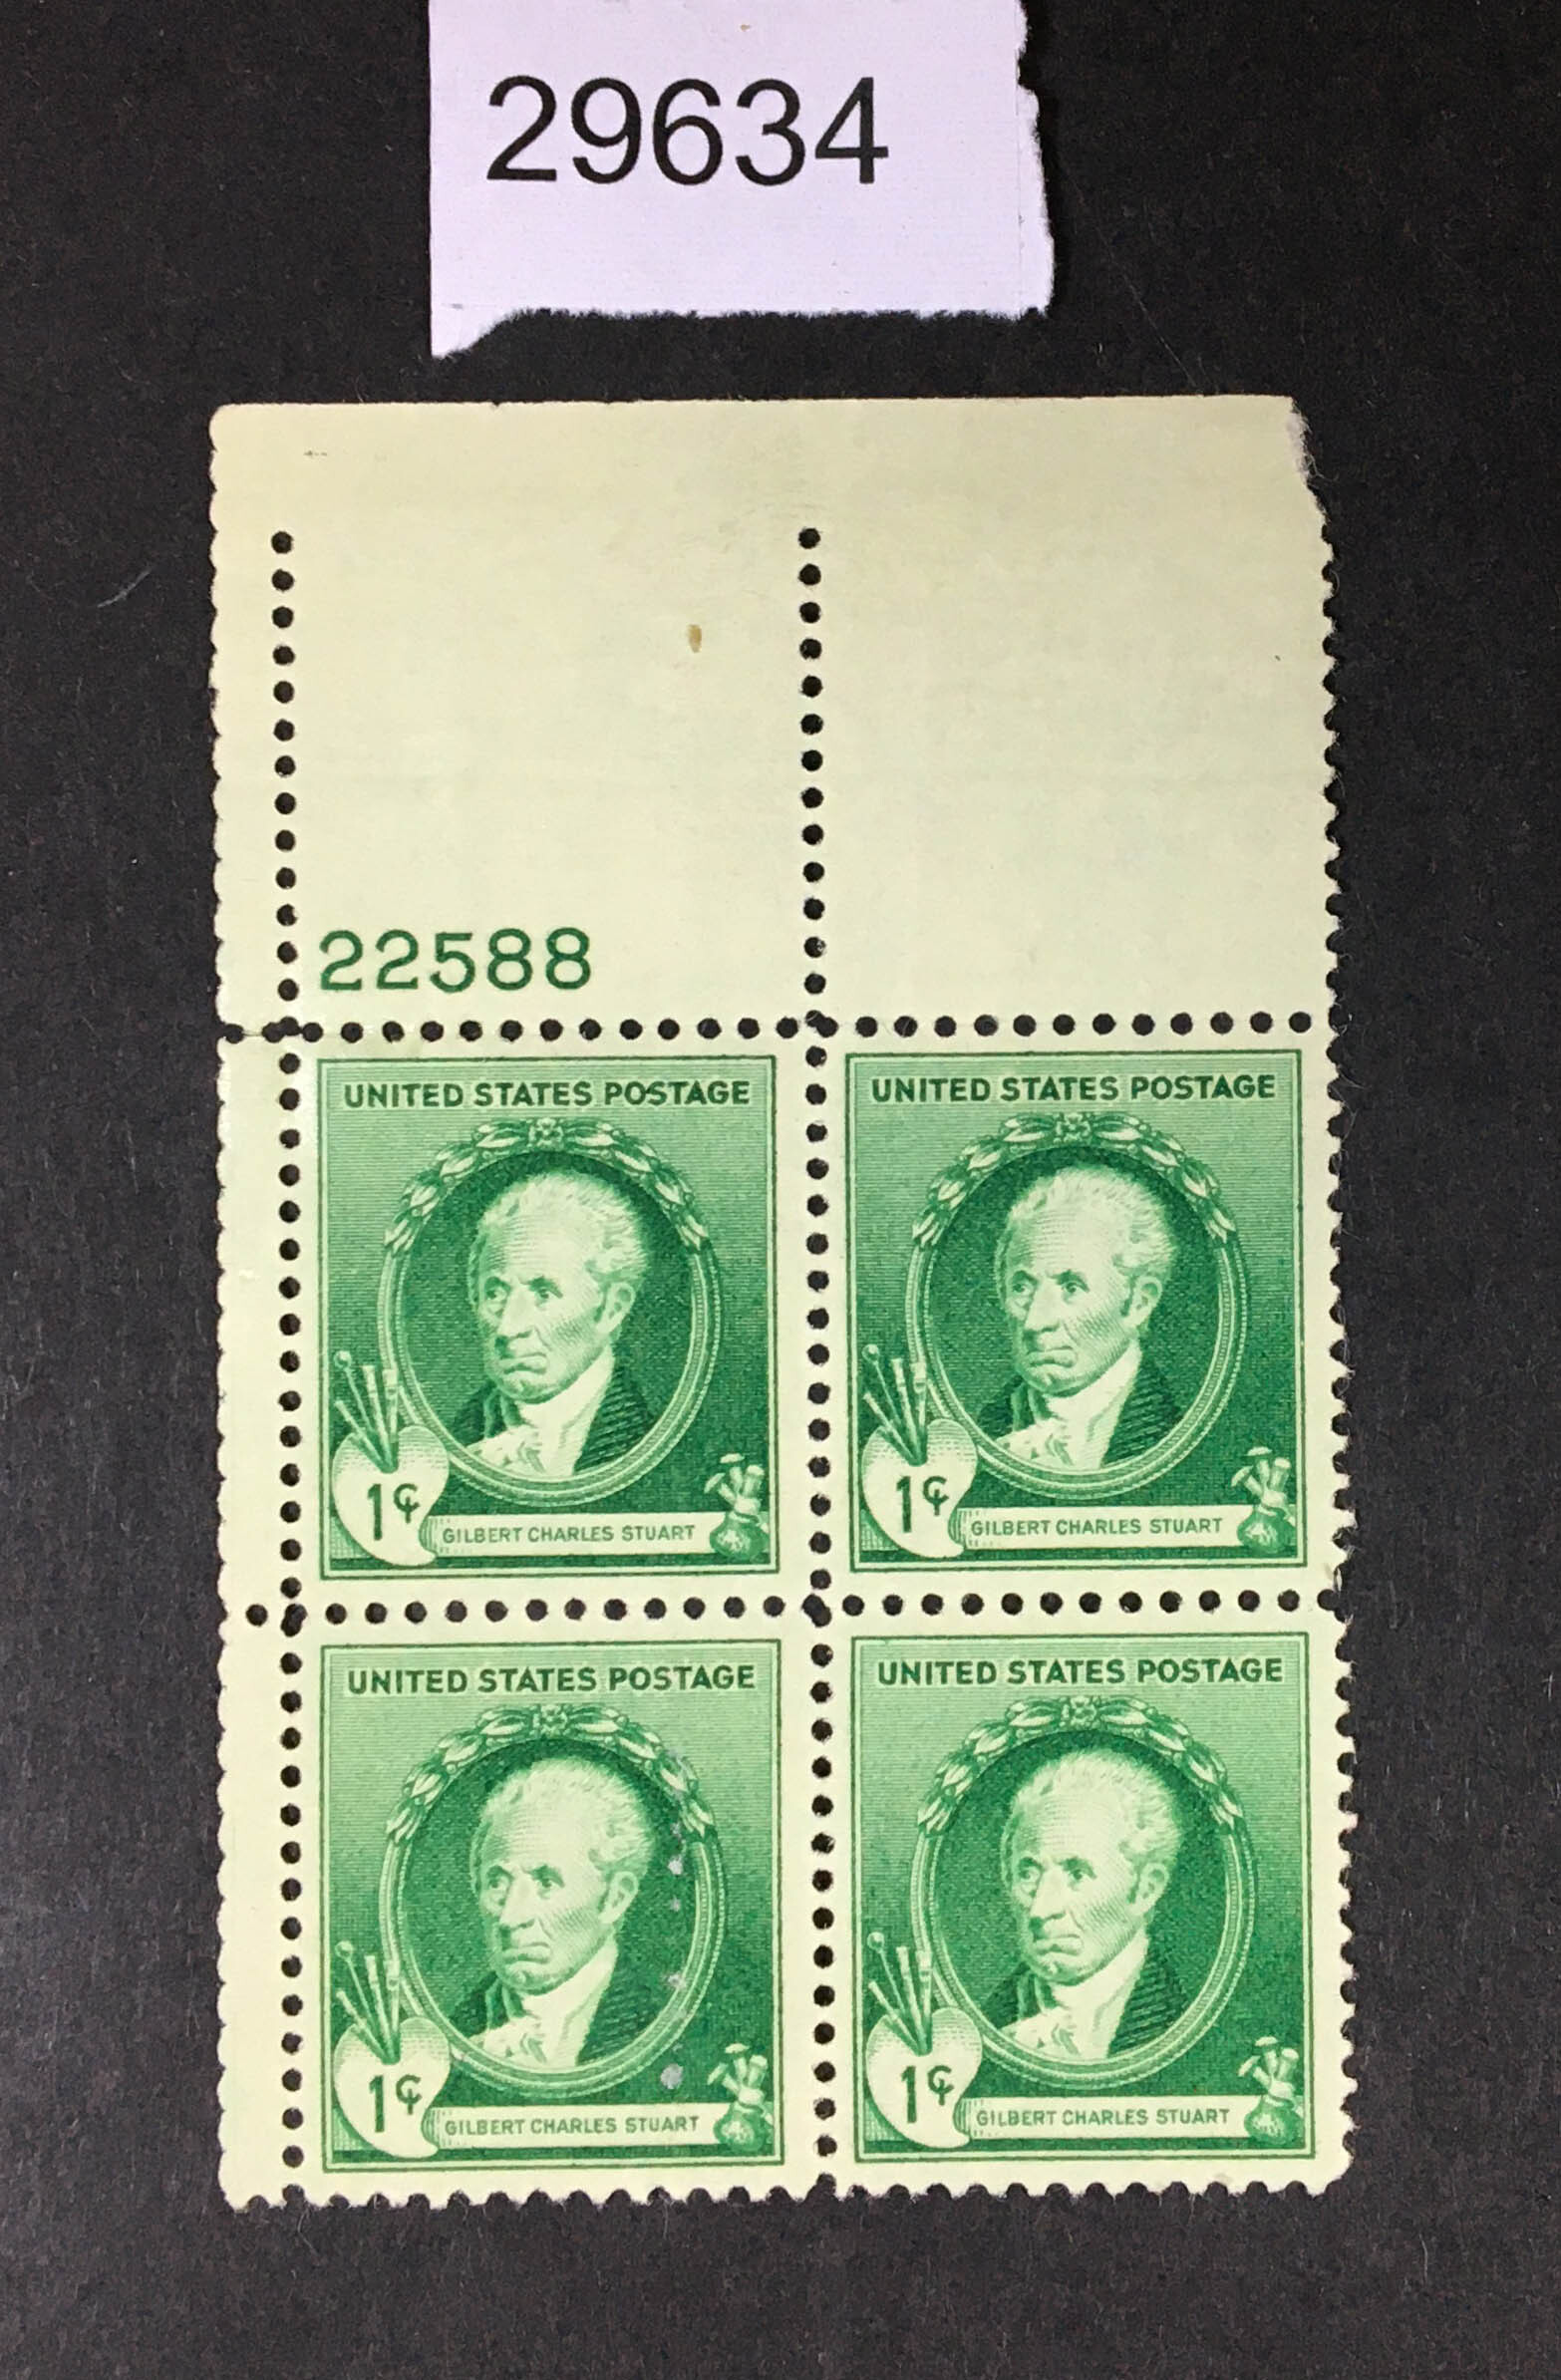 29634
22588
UNITED STATES POSTAGE UNITED STATES POSTAGE
1¢ GILBERT CHARLES STUART 1¢ GILBERT CHARLES STUART
UNITED STATES POSTAGE UNITED STATES POSTAGE
1¢ GILBERT CHARLES STUART 1¢ GILBERT CHARLES STUART